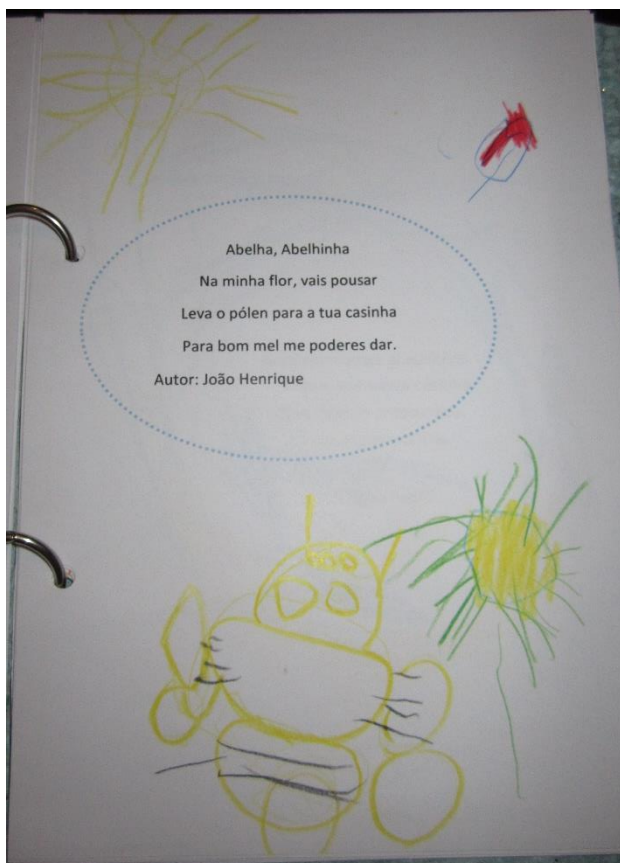 Abelha, Abelhinha
Na minha flor, vais pousar
Leva o pólen para a tua casinha
Para bom mel me poderes dar.
Autor: João Henrique